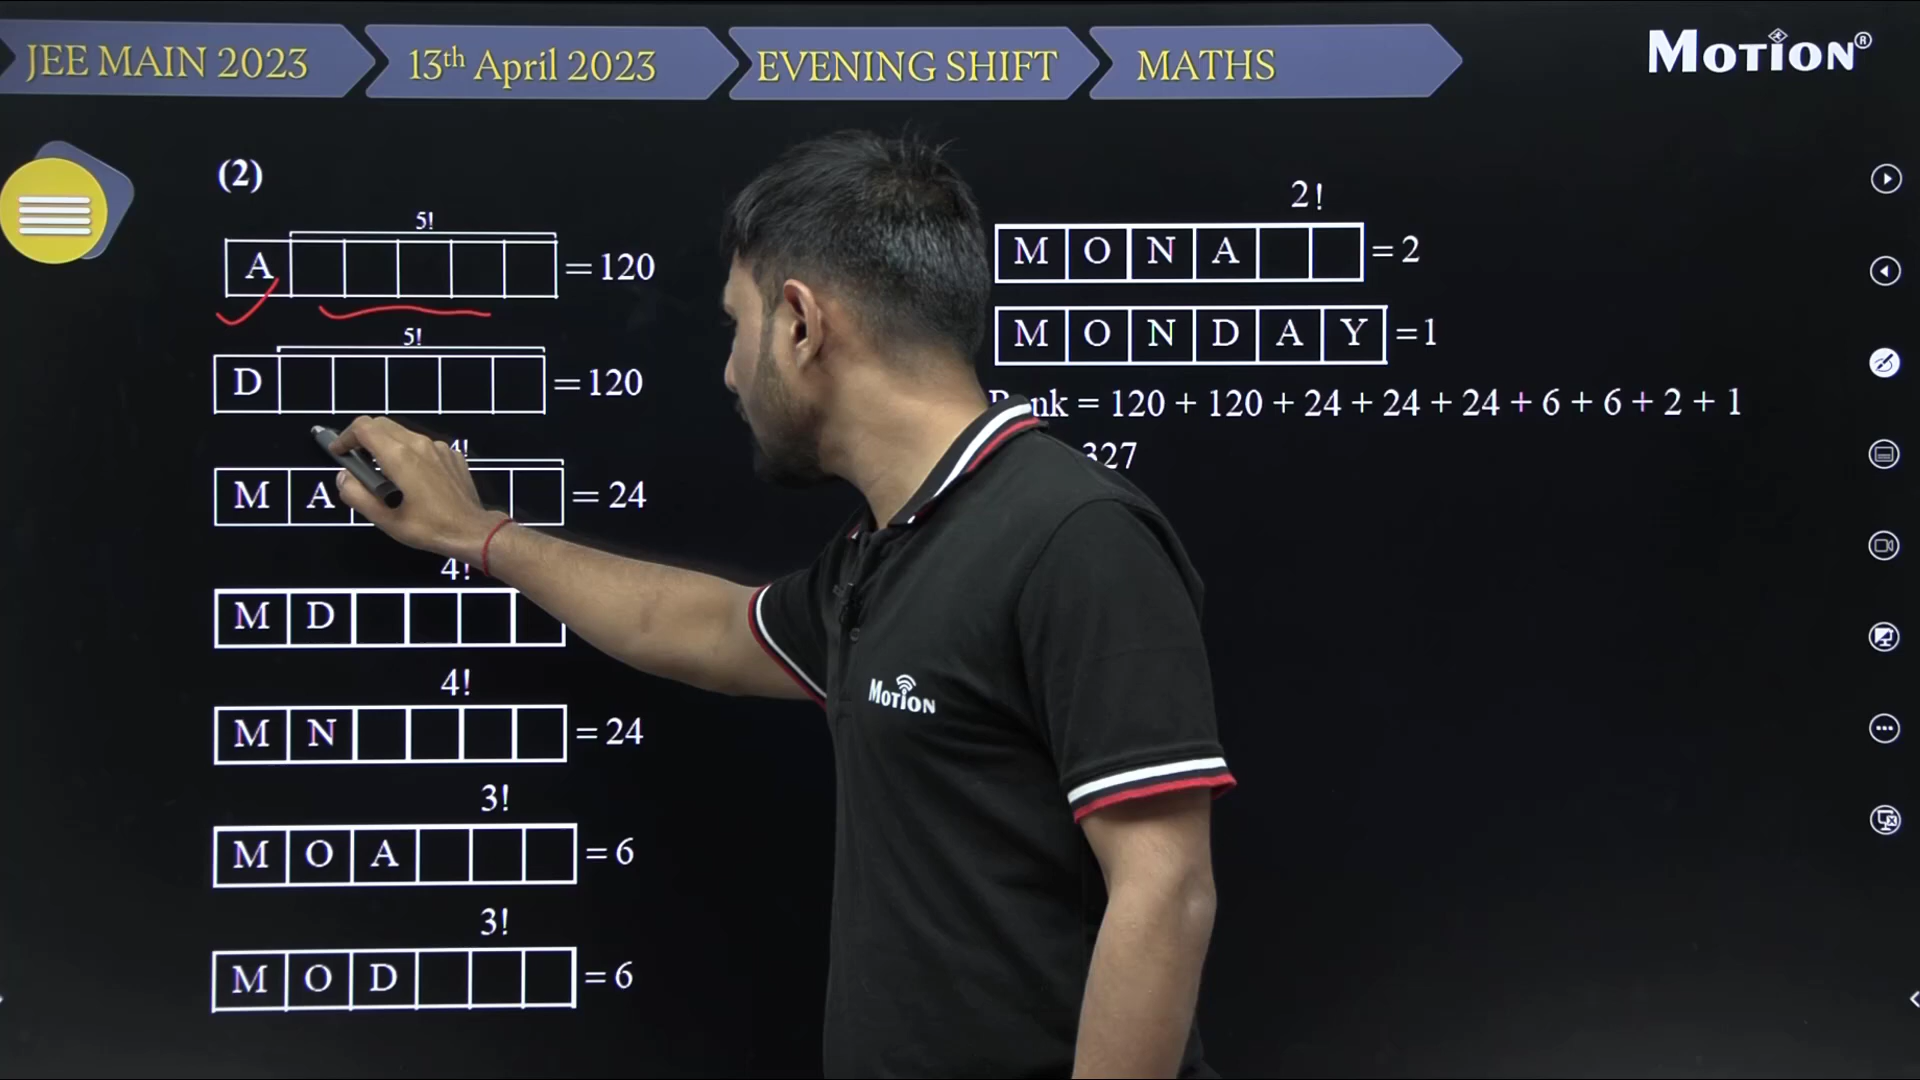 JEE MAIN 2023 13th April 2023 EVENING SHIFT MATHS MOTION®
(2)
5!
A = 120
5!
D = 120
4!
M A = 24
4!
M D
4!
M N = 24
3!
M O A = 6
3!
M O D = 6
2!
M O N A = 2
M O N D A Y = 1
= 120 + 120 + 24 + 24 + 24 + 6 + 6 + 2 + 1
327
MOTION